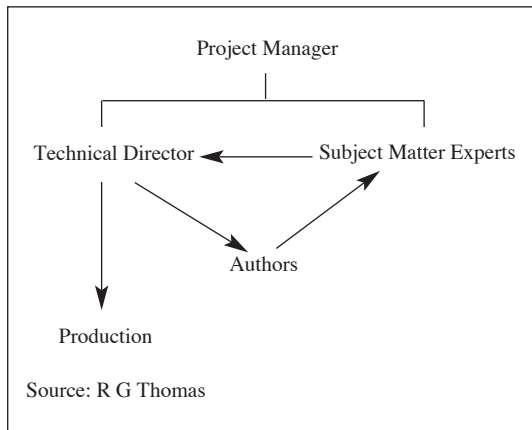 Project Manager
Technical Director
Subject Matter Experts
Authors
Production
Source: R G Thomas